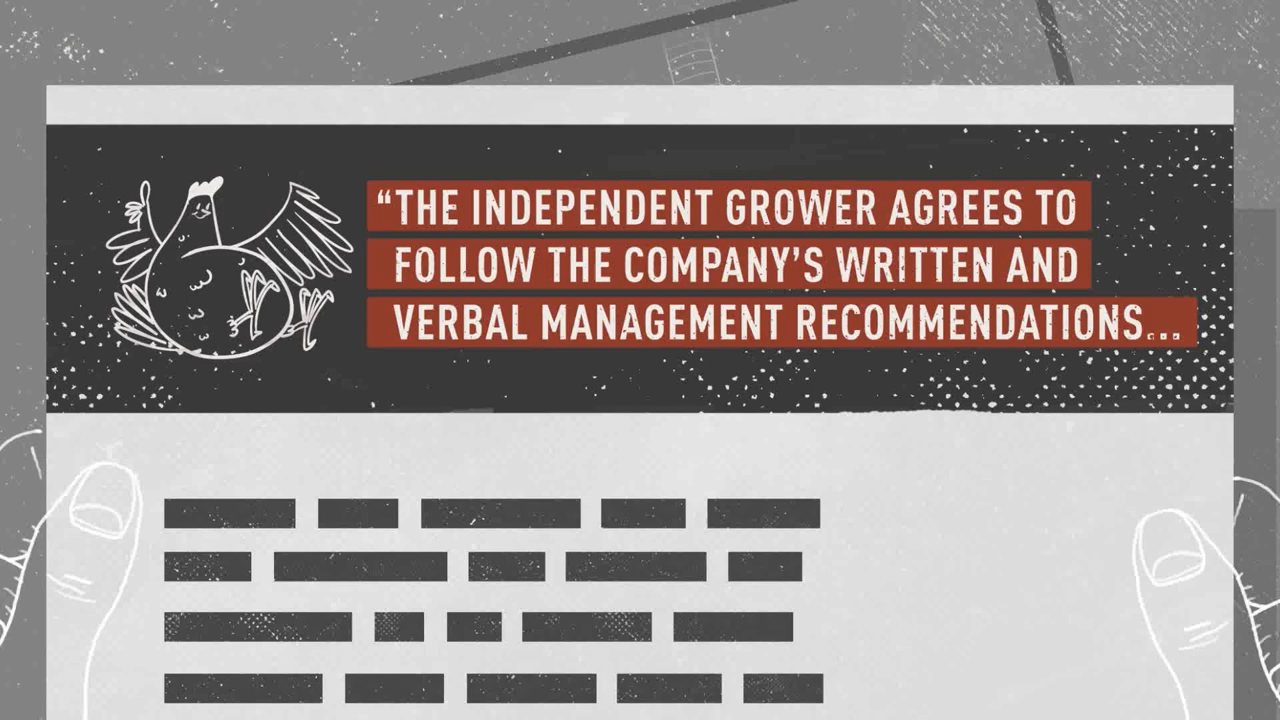 “THE INDEPENDENT GROWER AGREES TO
FOLLOW THE COMPANY’S WRITTEN AND
VERBAL MANAGEMENT RECOMMENDATIONS...